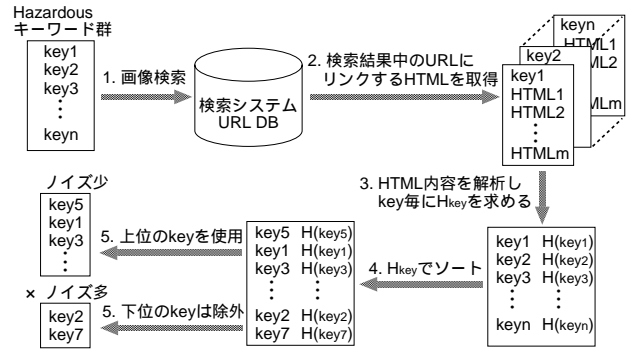 Hazardous
キーワード群
key1
key2
key3
⋮
keyn
1. 画像検索
検索システム
URL DB
2. 検索結果中のURLに
リンクするHTMLを取得
keyn
HTML1
ML2
MLm
key2
key1
HTML1
HTML2
⋮
HTMLm
3. HTML内容を解析し
key毎にHkeyを求める
key1 H(key1)
key2 H(key2)
key3 H(key3)
⋮ ⋮
keyn H(keyn)
4. Hkeyでソート
key5 H(key5)
key1 H(key1)
key3 H(key3)
⋮ ⋮
key2 H(key2)
key7 H(key7)
5. 上位のkeyを使用
ノイズ少
key5
key1
key3
⋮
5. 下位のkeyは除外
× ノイズ多
key2
key7